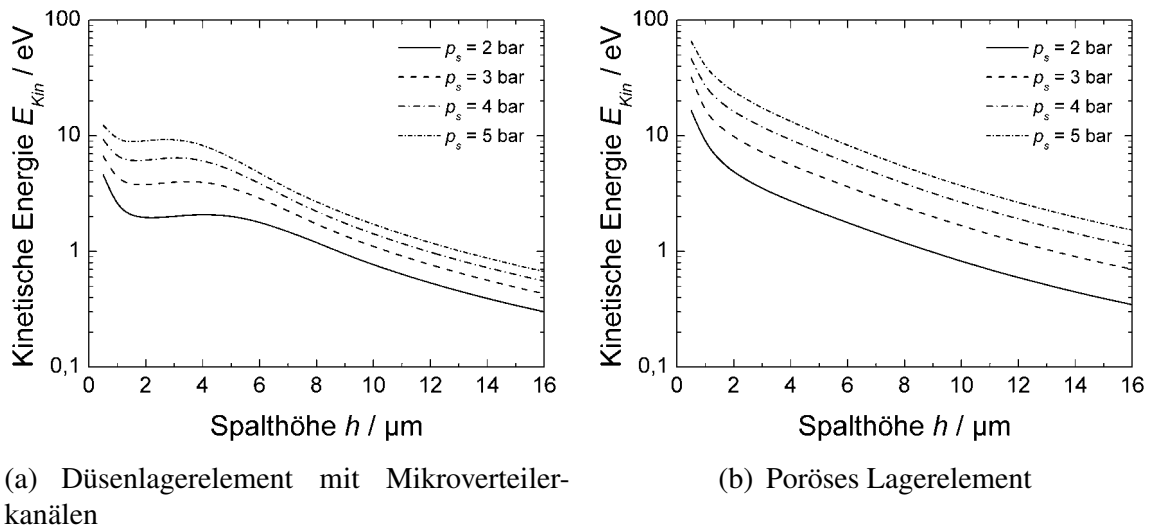 Kinetische Energie E_Kin / eV
100
10
1
0,1
p_s = 2 bar
p_s = 3 bar
p_s = 4 bar
p_s = 5 bar
0 2 4 6 8 10 12 14 16
Spalthöhe h / µm
(a) Düsenlagerelement mit Mikroverteiler-
kanälen
Kinetische Energie E_Kin / eV
100
10
1
0,1
p_s = 2 bar
p_s = 3 bar
p_s = 4 bar
p_s = 5 bar
0 2 4 6 8 10 12 14 16
Spalthöhe h / µm
(b) Poröses Lagerelement